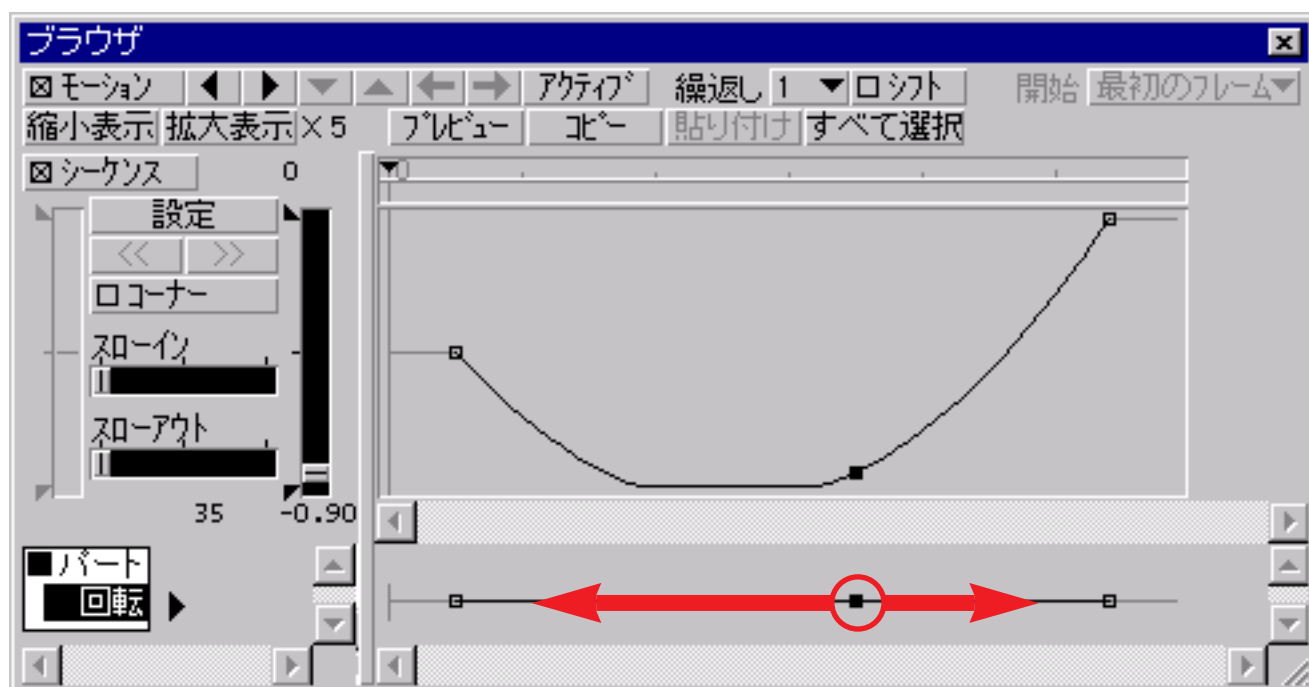 ブラウザ
モーション アクティブ 繰返し 1 シフト 開始 最初のフレーム
縮小表示 拡大表示 ×5 プレビュー コピー 貼り付け すべて選択
シーケンス 0 0
設定
<< >>
コーナー
スローイン
スローアウト
35 -0.90
パート
回転